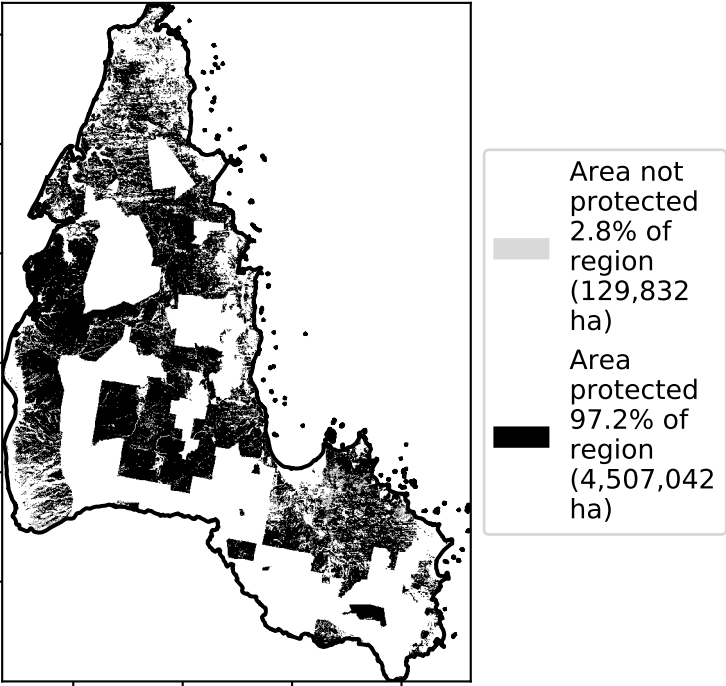 Area not
protected
2.8% of
region
(129,832
ha)
Area
protected
97.2% of
region
(4,507,042
ha)